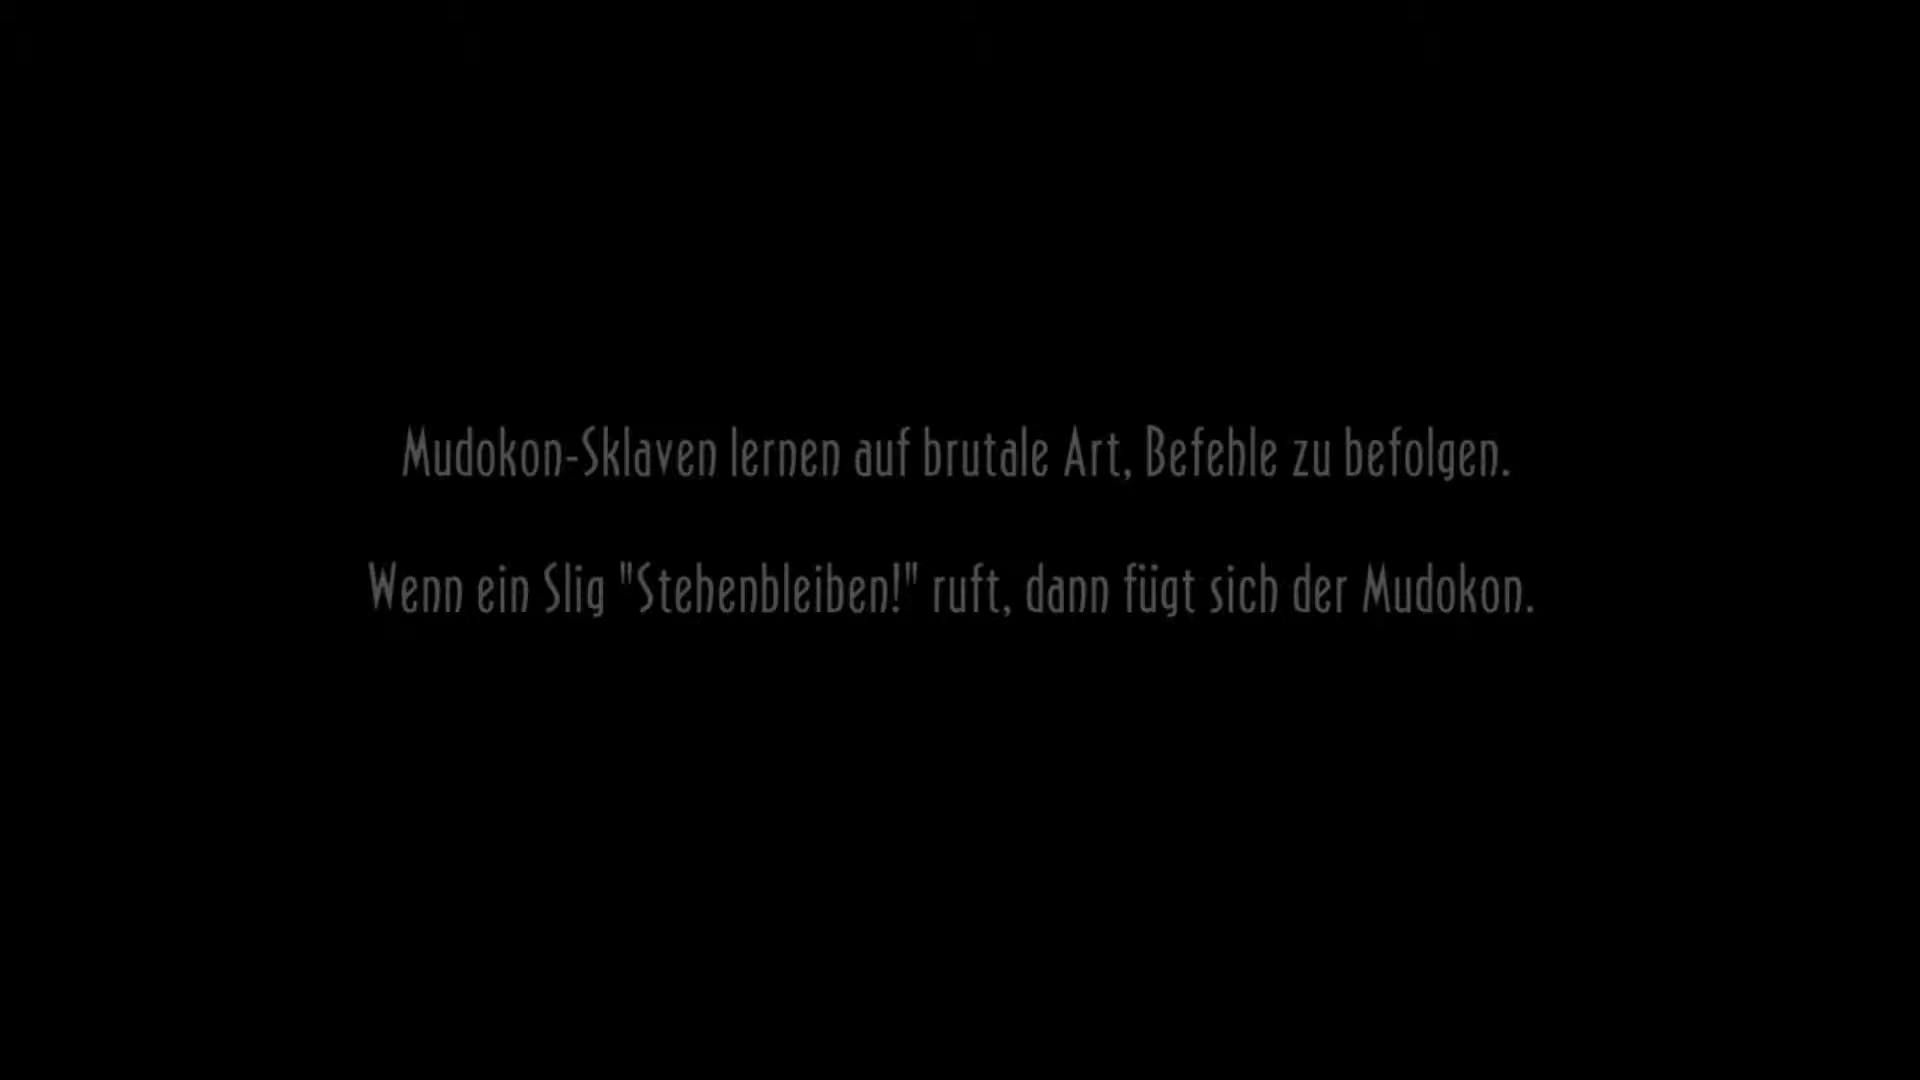 Mudokon-Sklaven lernen auf brutale Art, Befehle zu befolgen.
Wenn ein Slig "Stehenbleiben!" ruft, dann fügt sich der Mudokon.